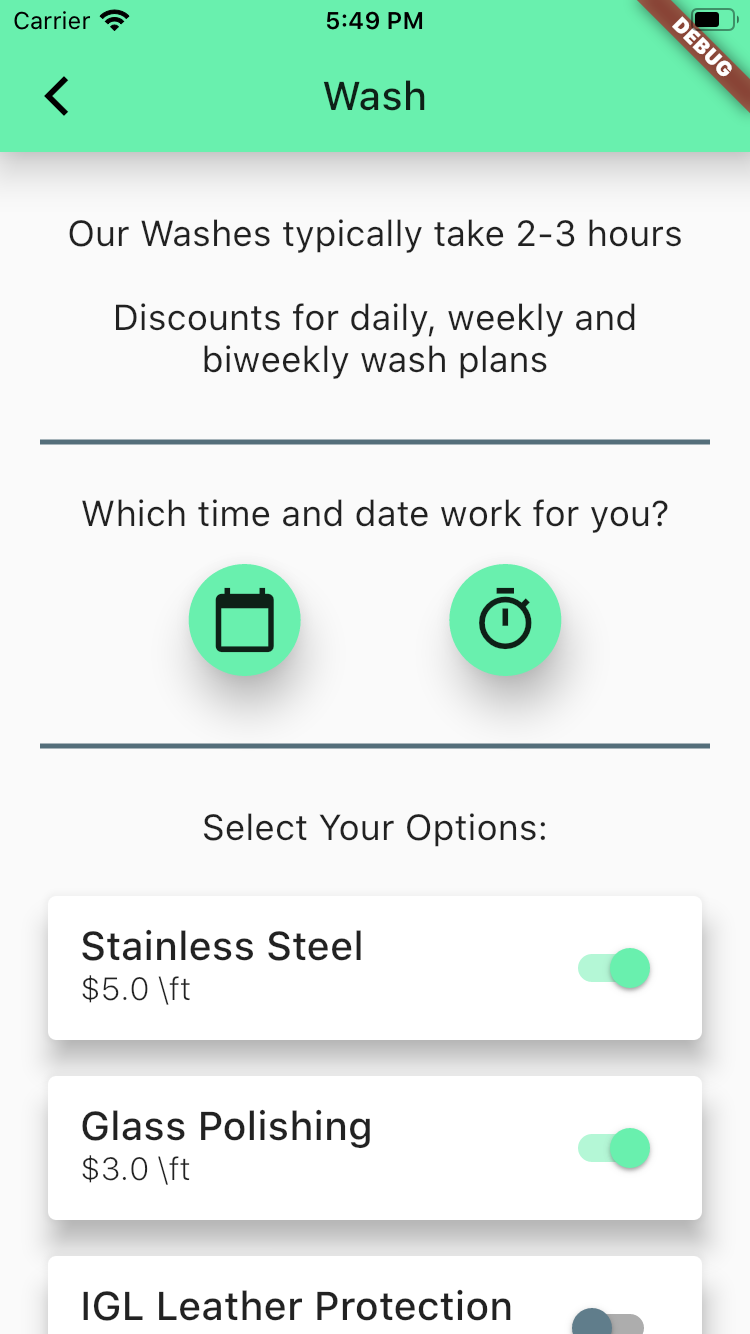 Carrier 5:49 PM
DEBUG
Wash
Our Washes typically take 2-3 hours
Discounts for daily, weekly and
biweekly wash plans
Which time and date work for you?
Select Your Options:
Stainless Steel
$5.0 \ft
Glass Polishing
$3.0 \ft
IGL Leather Protection